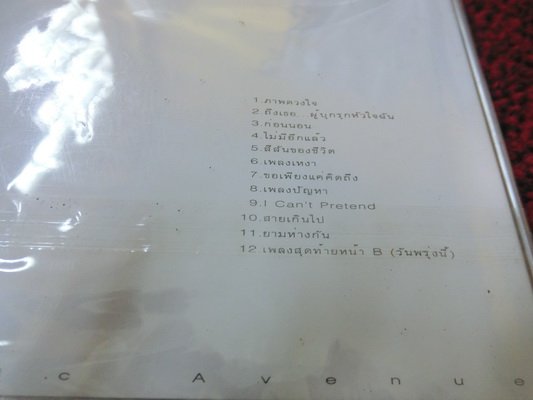 1.ภาพดวงใจ
2.ถึงเธอ...ผู้บุกรุกหัวใจฉัน
3.ก่อนนอน
4.ไม่มีอีกแล้ว
5.สีสันของชีวิต
6.เพลงเหงา
7.ขอเพียงแค่คิดถึง
8.เพลงปัญหา
9.I Can't Pretend
10.สายเกินไป
11.ยามห่างกัน
12.เพลงสุดท้ายหน้า B (วันพรุ่งนี้)
.c Avenue